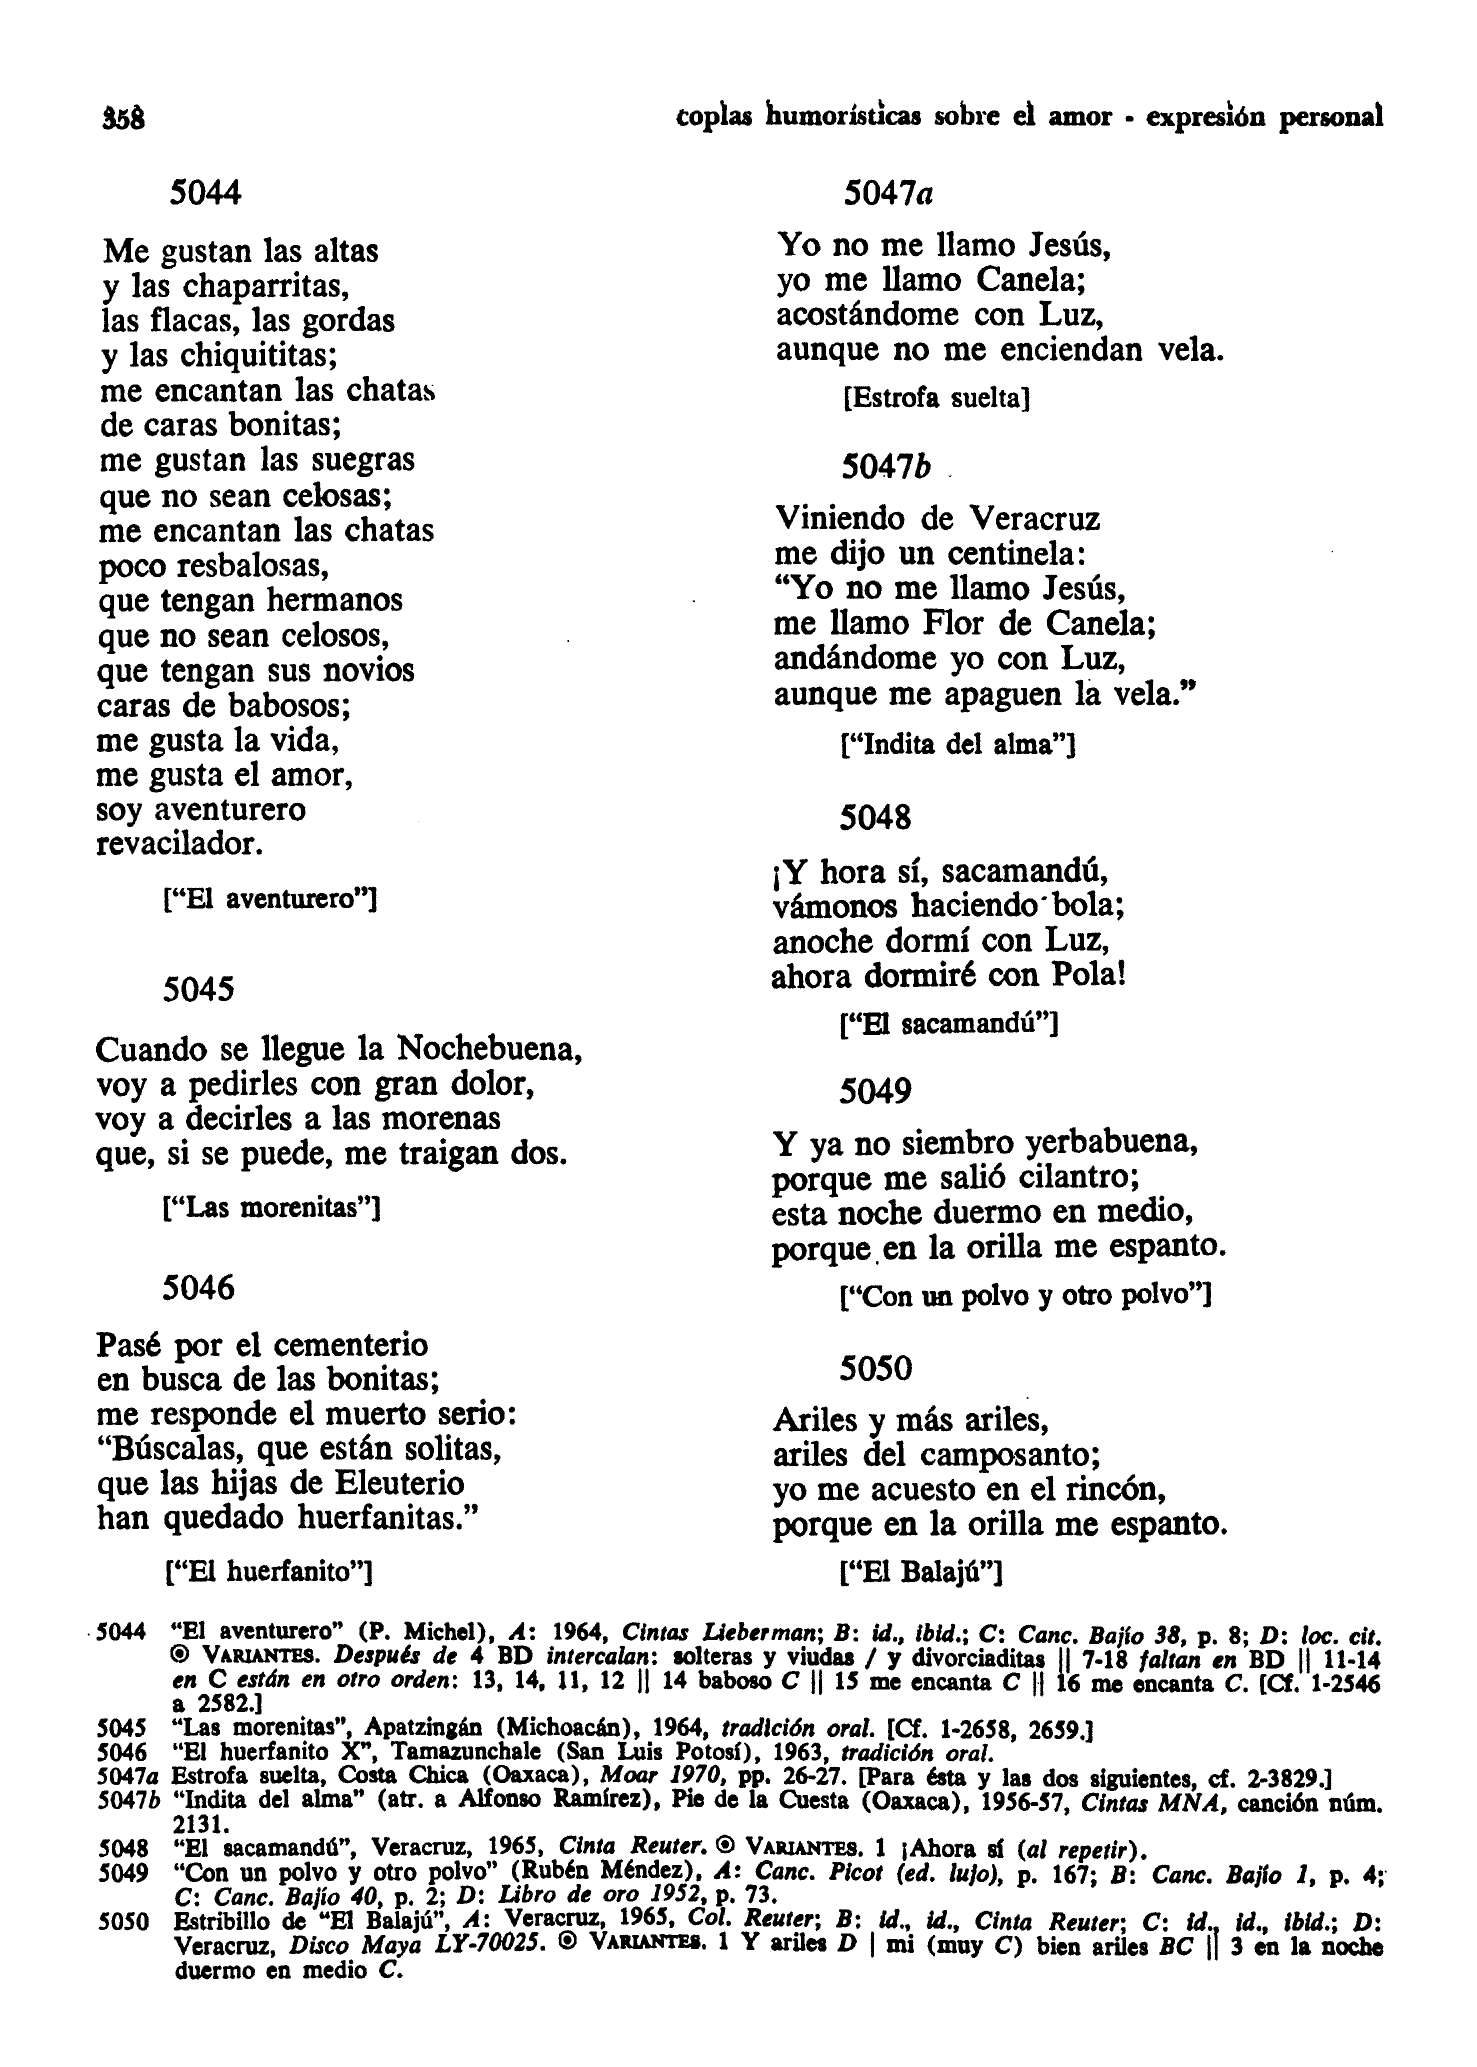 358
coplas humorísticas sobre el amor - expresión personal
5044
Me gustan las altas
y las chaparritas,
las flacas, las gordas
y las chiquititas;
me encantan las chatas
de caras bonitas;
me gustan las suegras
que no sean celosas;
me encantan las chatas
poco resbalosas,
que tengan hermanos
que no sean celosos,
que tengan sus novios
caras de babosos;
me gusta la vida,
me gusta el amor,
soy aventurero
revacilador.
[“El aventurero”]
5045
Cuando se llegue la Nochebuena,
voy a pedirles con gran dolor,
voy a decirles a las morenas
que, si se puede, me traigan dos.
[“Las morenitas”]
5046
Pasé por el cementerio
en busca de las bonitas;
me responde el muerto serio:
“Búscalas, que están solitas,
que las hijas de Eleuterio
han quedado huerfanitas.”
[“El huerfanito”]
5047a
Yo no me llamo Jesús,
yo me llamo Canela;
acostándome con Luz,
aunque no me enciendan vela.
[Estrofa suelta]
5047b
Viniendo de Veracruz
me dijo un centinela:
“Yo no me llamo Jesús,
me llamo Flor de Canela;
andándome yo con Luz,
aunque me apaguen la vela.”
[“Indita del alma”]
5048
¡Y hora sí, sacamandú,
vámonos haciendo bola;
anoche dormí con Luz,
ahora dormiré con Pola!
[“El sacamandú”]
5049
Y ya no siembro yerbabuena,
porque me salió cilantro;
esta noche duermo en medio,
porque en la orilla me espanto.
[“Con un polvo y otro polvo”]
5050
Ariles y más ariles,
ariles del camposanto;
yo me acuesto en el rincón,
porque en la orilla me espanto.
[“El Balajú”]
5044 “El aventurero” (P. Michel), A: 1964, Cintas Lieberman; B: id., ibid.; C: Canc. Bajío 38, p. 8; D: loc. cit.
® VARIANTES. Después de 4 BD intercalan: solteras y viudas / y divorciaditas || 7-18 faltan en BD || 11-14
en C están en otro orden: 13, 14, 11, 12 || 14 baboso C || 15 me encanta C || 16 me encanta C. [Cf. 1-2546
a 2582.]
5045 “Las morenitas”, Apatzingán (Michoacán), 1964, tradición oral. [Cf. 1-2658, 2659.]
5046 “El huerfanito X”, Tamazunchale (San Luis Potosí), 1963, tradición oral.
5047a Estrofa suelta, Costa Chica (Oaxaca), Moar 1970, pp. 26-27. [Para ésta y las dos siguientes, cf. 2-3829.]
5047b “Indita del alma” (atr. a Alfonso Ramírez), Pie de la Cuesta (Oaxaca), 1956-57, Cintas MNA, canción núm.
2131.
5048 “El sacamandú”, Veracruz, 1965, Cinta Reuter. ® VARIANTES. 1 ¡Ahora sí (al repetir).
5049 “Con un polvo y otro polvo” (Rubén Méndez), A: Canc. Picot (ed. lujo), p. 167; B: Canc. Bajío 1, p. 4;
C: Canc. Bajío 40, p. 2; D: Libro de oro 1952, p. 73.
5050 Estribillo de “El Balajú”, A: Veracruz, 1965, Col. Reuter; B: id., id., Cinta Reuter; C: id., id., ibid.; D:
Veracruz, Disco Maya LY-70025. ® VARIANTES. 1 Y ariles D | mi (muy C) bien ariles BC || 3 en la noche
duermo en medio C.